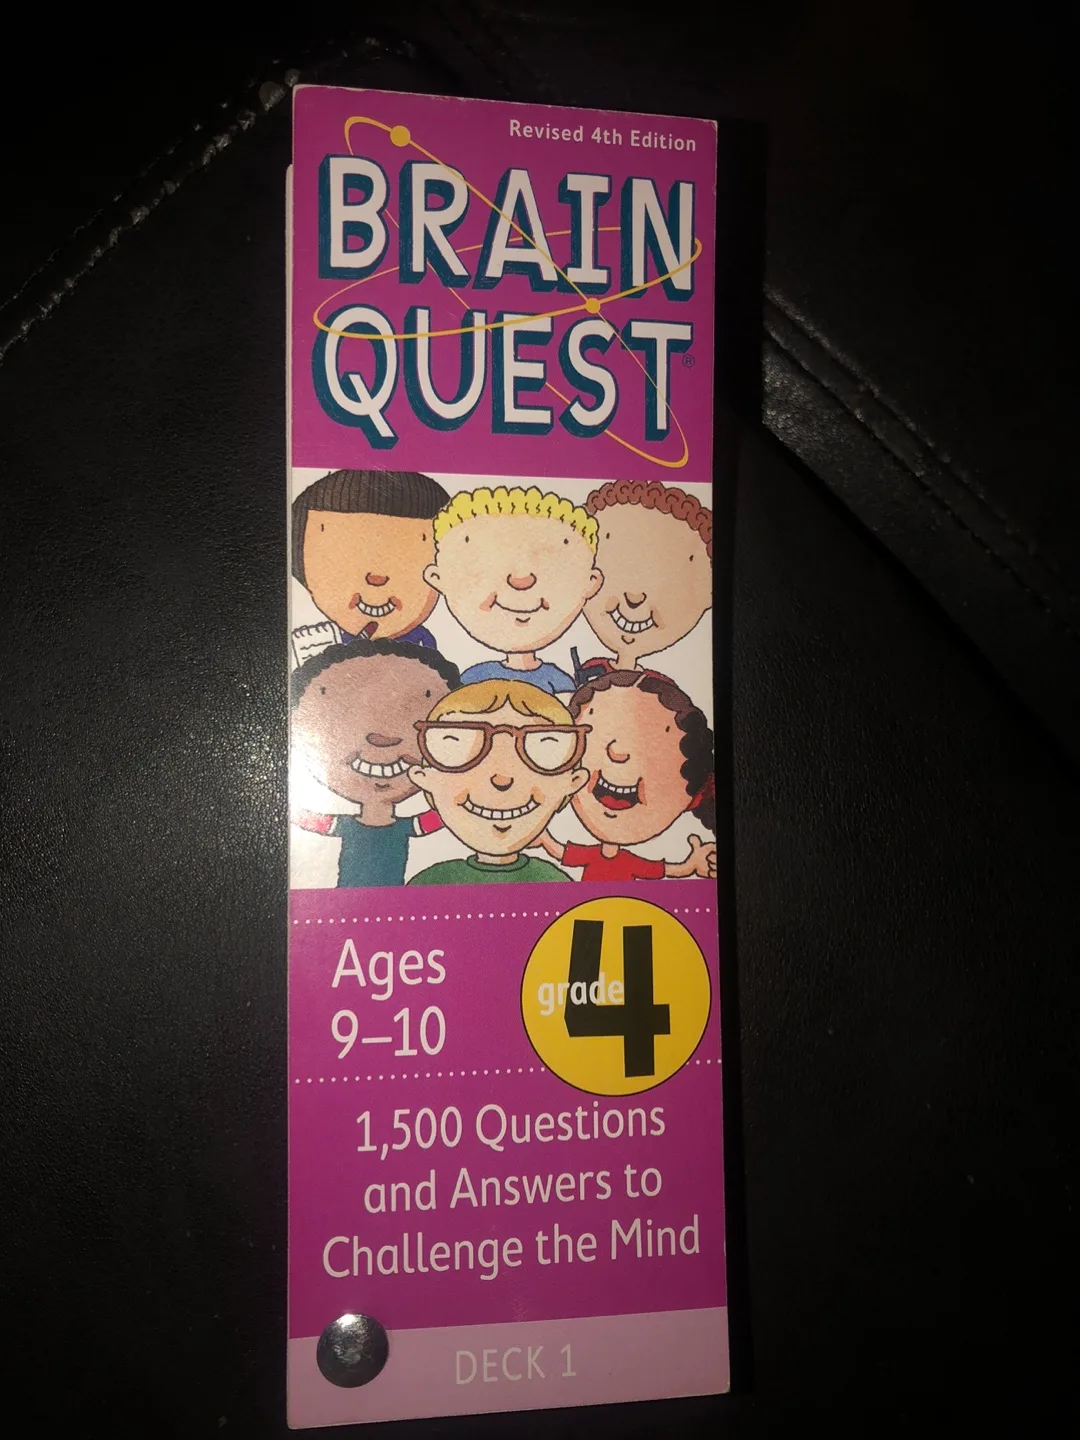 Revised 4th Edition
BRAIN
QUEST®
Ages
9–10
grade 4
1,500 Questions
and Answers to
Challenge the Mind
DECK 1